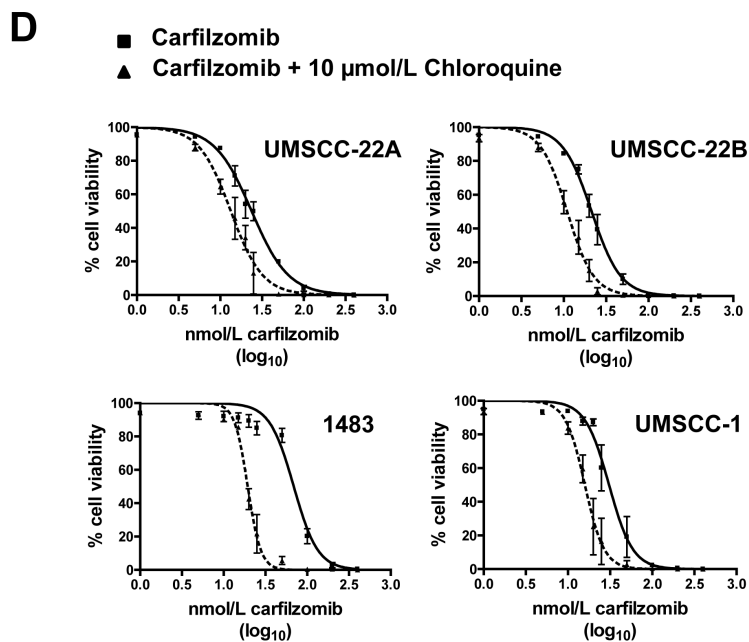 D
Carfilzomib
Carfilzomib + 10 µmol/L Chloroquine
UMSCC-22A
% cell viability
100
80
60
40
20
0
0.0 0.5 1.0 1.5 2.0 2.5 3.0
nmol/L carfilzomib
(log10)
UMSCC-22B
% cell viability
100
80
60
40
20
0
0.0 0.5 1.0 1.5 2.0 2.5 3.0
nmol/L carfilzomib
(log10)
1483
% cell viability
100
80
60
40
20
0
0.0 0.5 1.0 1.5 2.0 2.5 3.0
nmol/L carfilzomib
(log10)
UMSCC-1
% cell viability
100
80
60
40
20
0
0.0 0.5 1.0 1.5 2.0 2.5 3.0
nmol/L carfilzomib
(log10)